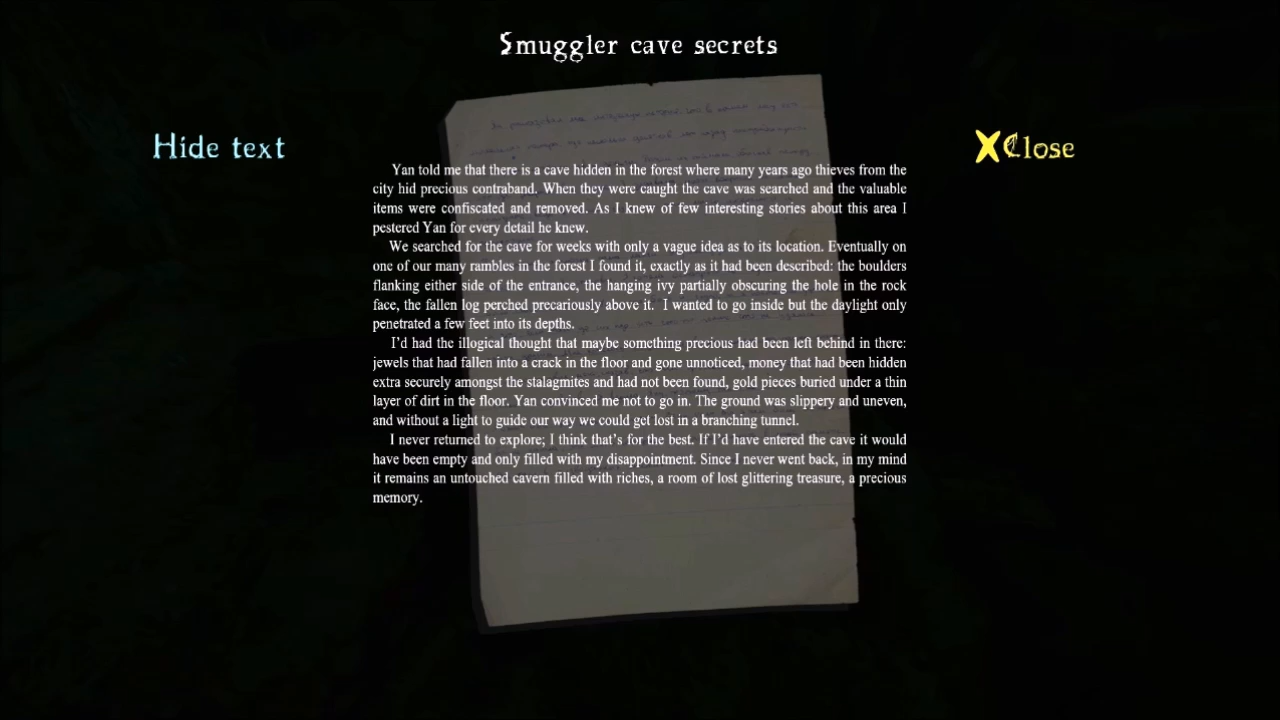 Smuggler cave secrets
Hide text
XClose
Yan told me that there is a cave hidden in the forest where many years ago thieves from the
city hid precious contraband. When they were caught the cave was searched and the valuable
items were confiscated and removed. As I knew of few interesting stories about this area I
pestered Yan for every detail he knew.
We searched for the cave for weeks with only a vague idea as to its location. Eventually on
one of our many rambles in the forest I found it, exactly as it had been described: the boulders
flanking either side of the entrance, the hanging ivy partially obscuring the hole in the rock
face, the fallen log perched precariously above it. I wanted to go inside but the daylight only
penetrated a few feet into its depths.
I'd had the illogical thought that maybe something precious had been left behind in there:
jewels that had fallen into a crack in the floor and gone unnoticed, money that had been hidden
extra securely amongst the stalagmites and had not been found, gold pieces buried under a thin
layer of dirt in the floor. Yan convinced me not to go in. The ground was slippery and uneven,
and without a light to guide our way we could get lost in a branching tunnel.
I never returned to explore; I think that's for the best. If I'd have entered the cave it would
have been empty and only filled with my disappointment. Since I never went back, in my mind
it remains an untouched cavern filled with riches, a room of lost glittering treasure, a precious
memory.